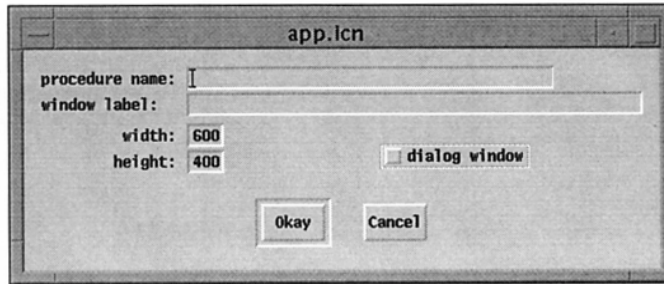 app.icn
procedure name:
window label:
width: 600
height: 400
dialog window
Okay Cancel